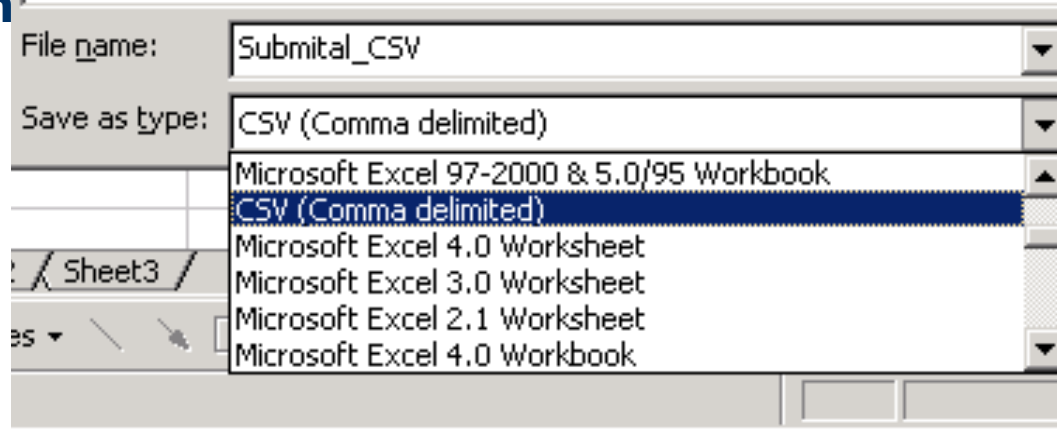 n
File name:
Submital_CSV
Save as type:
CSV (Comma delimited)
Microsoft Excel 97-2000 & 5.0/95 Workbook
CSV (Comma delimited)
Microsoft Excel 4.0 Worksheet
Microsoft Excel 3.0 Worksheet
Sheet3
Microsoft Excel 2.1 Worksheet
es
Microsoft Excel 4.0 Workbook